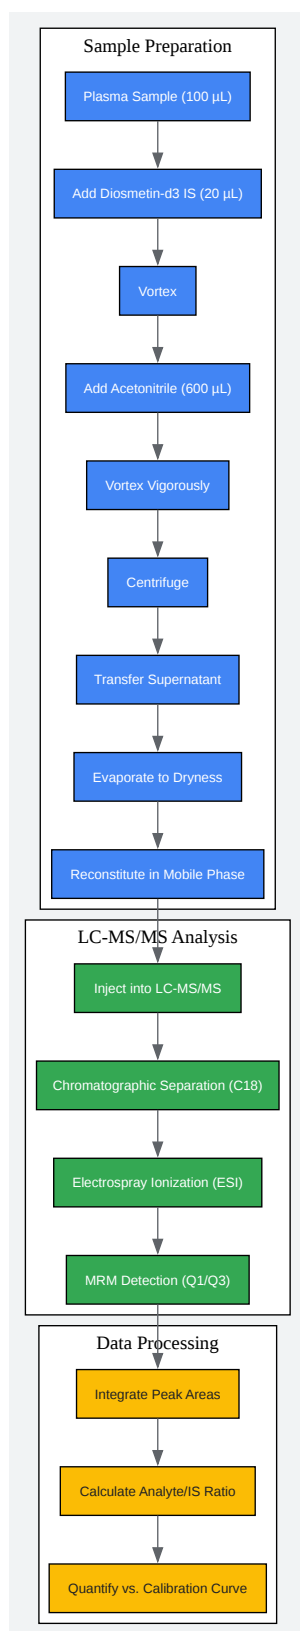 Sample Preparation
Plasma Sample (100 µL)
Add Diosmetin-d3 IS (20 µL)
Vortex
Add Acetonitrile (600 µL)
Vortex Vigorously
Centrifuge
Transfer Supernatant
Evaporate to Dryness
Reconstitute in Mobile Phase
LC-MS/MS Analysis
Inject into LC-MS/MS
Chromatographic Separation (C18)
Electrospray Ionization (ESI)
MRM Detection (Q1/Q3)
Data Processing
Integrate Peak Areas
Calculate Analyte/IS Ratio
Quantify vs. Calibration Curve